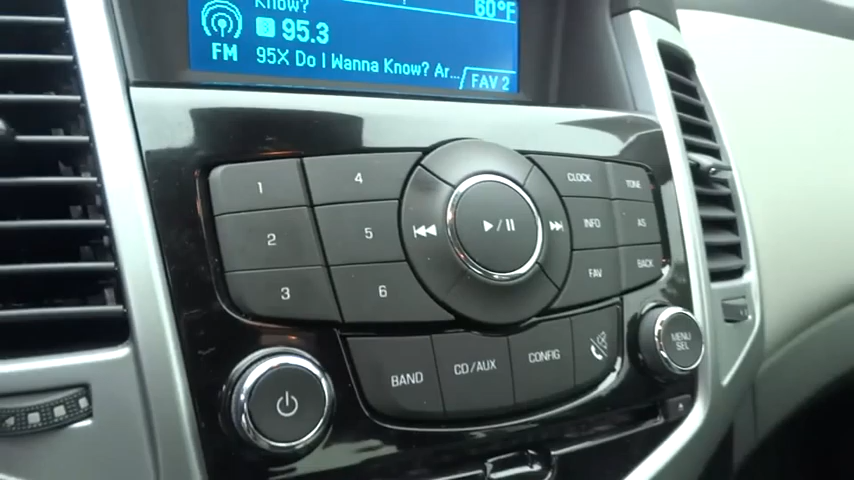 Know?
60°F
3 95.3
FM
95X Do I Wanna Know? Ar...
FAV 2
1 4 CLOCK TONE
2 5 INFO AS
3 6 FAV BACK
BAND CD/AUX CONFIG
MENU
SEL